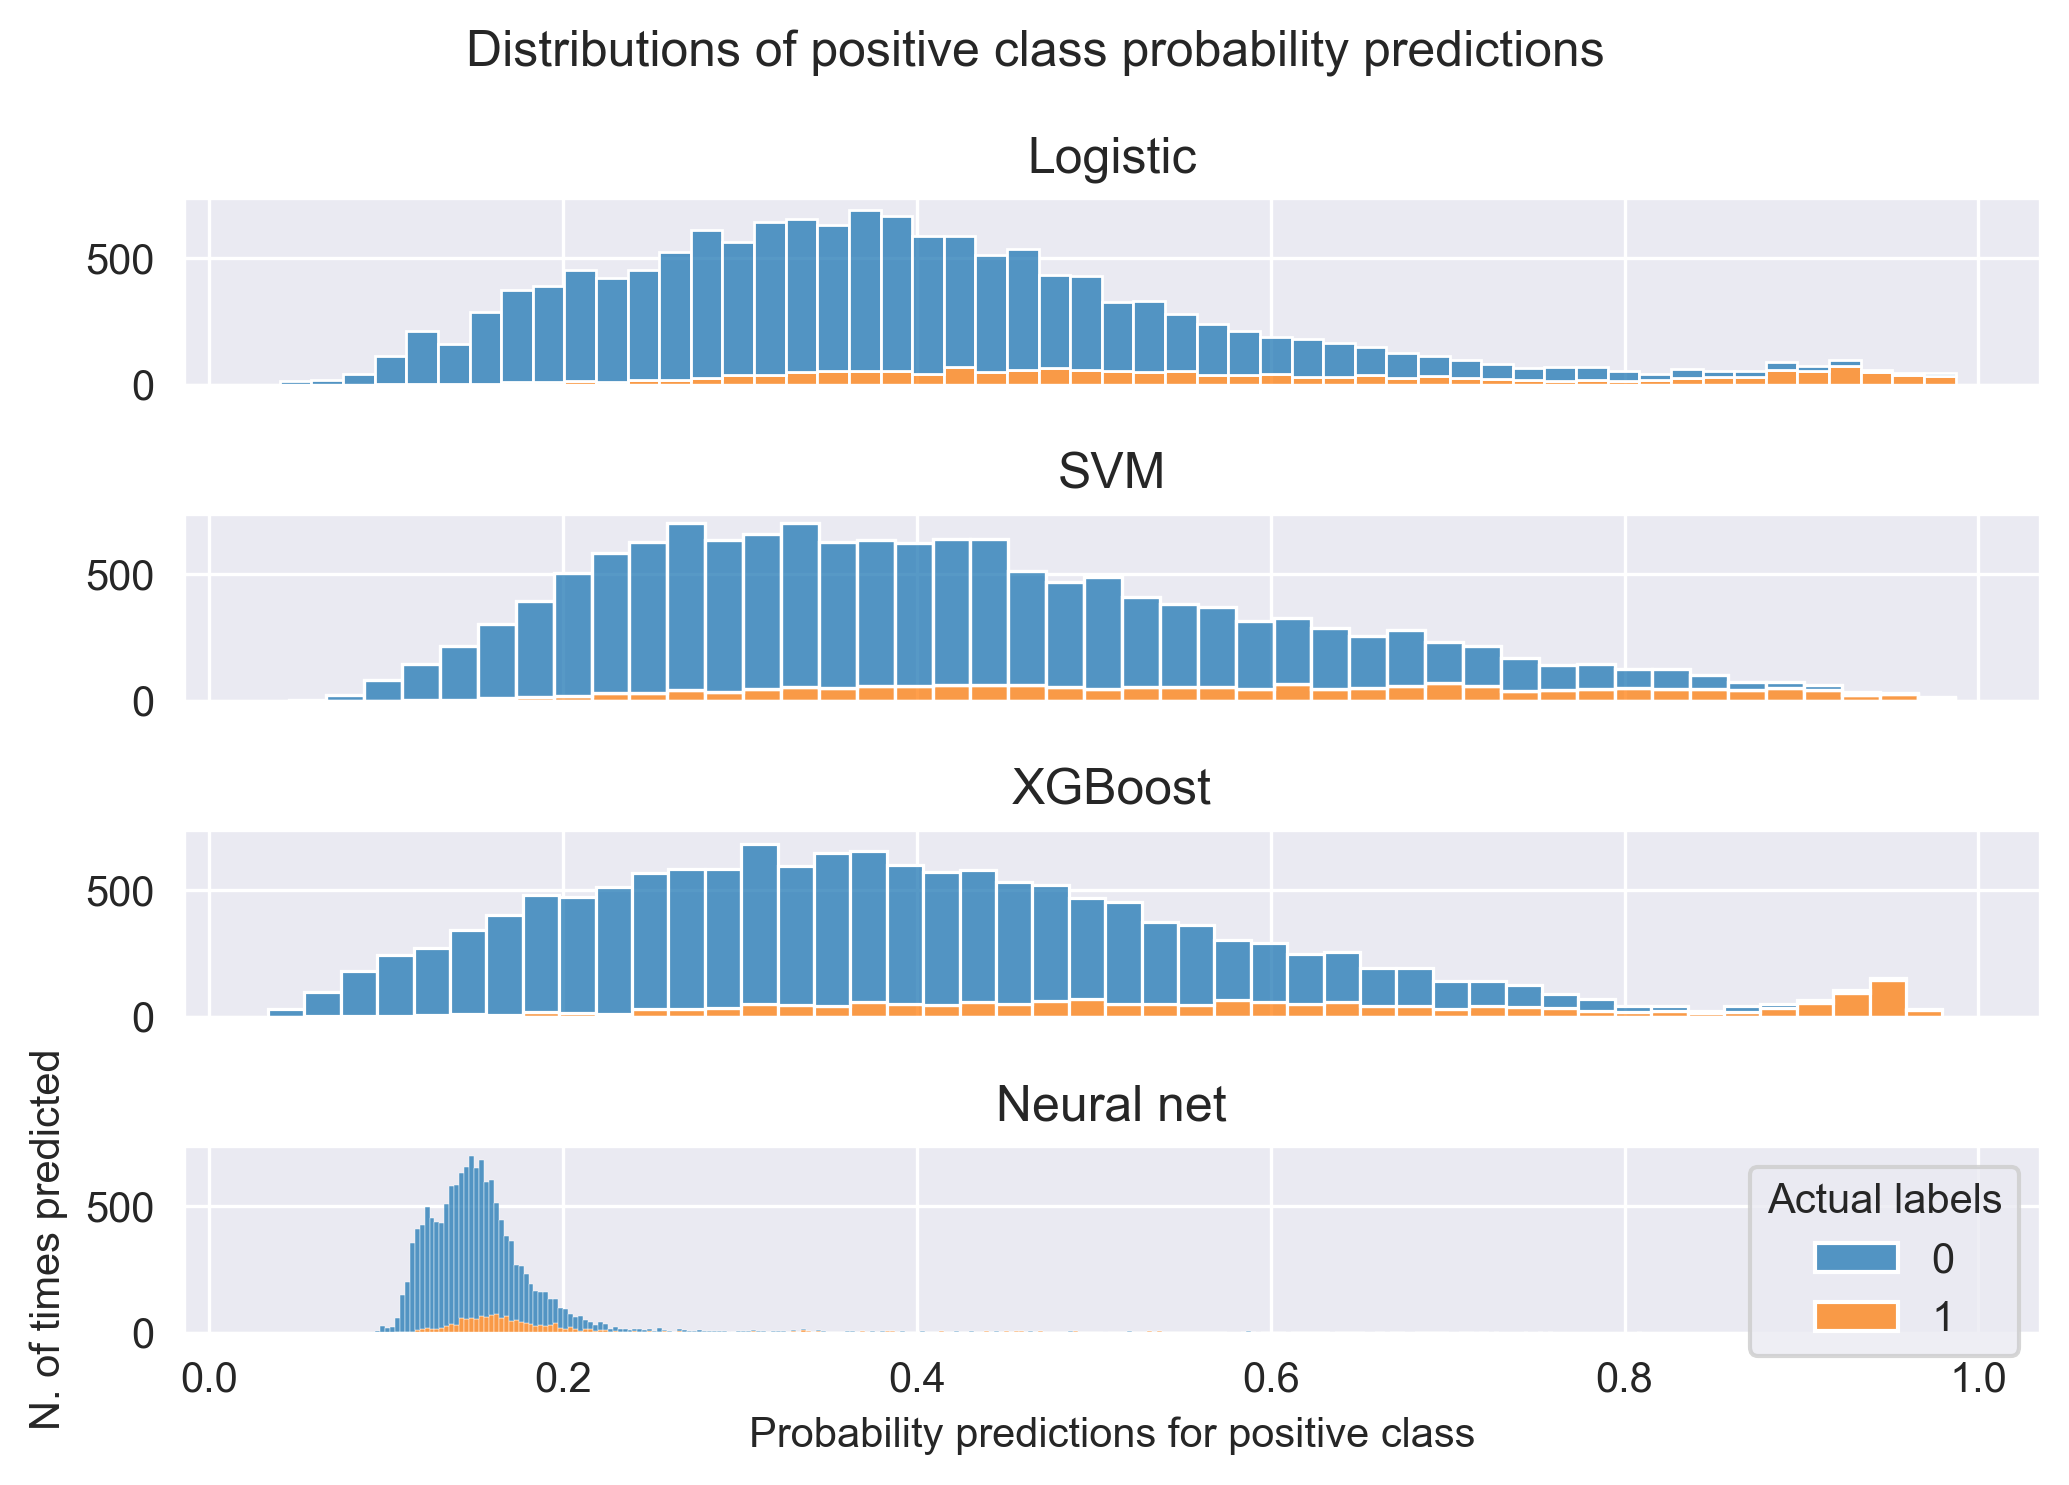 Distributions of positive class probability predictions
Logistic
500
0
SVM
500
0
XGBoost
500
0
Neural net
N. of times predicted
500
0
Actual labels
0
1
0.0 0.2 0.4 0.6 0.8 1.0
Probability predictions for positive class